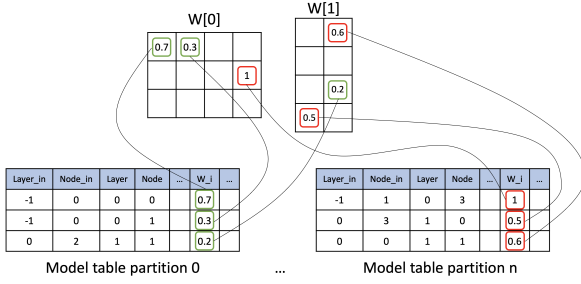 W[0]
W[1]
0.7 0.3
1
0.6
0.2
0.5
Layer_in Node_in Layer Node ... W_i ...
-1 0 0 0 0.7
-1 0 0 1 0.3
0 2 1 1 0.2
Model table partition 0
...
Layer_in Node_in Layer Node ... W_i ...
-1 1 0 3 1
0 3 1 0 0.5
0 0 1 1 0.6
Model table partition n